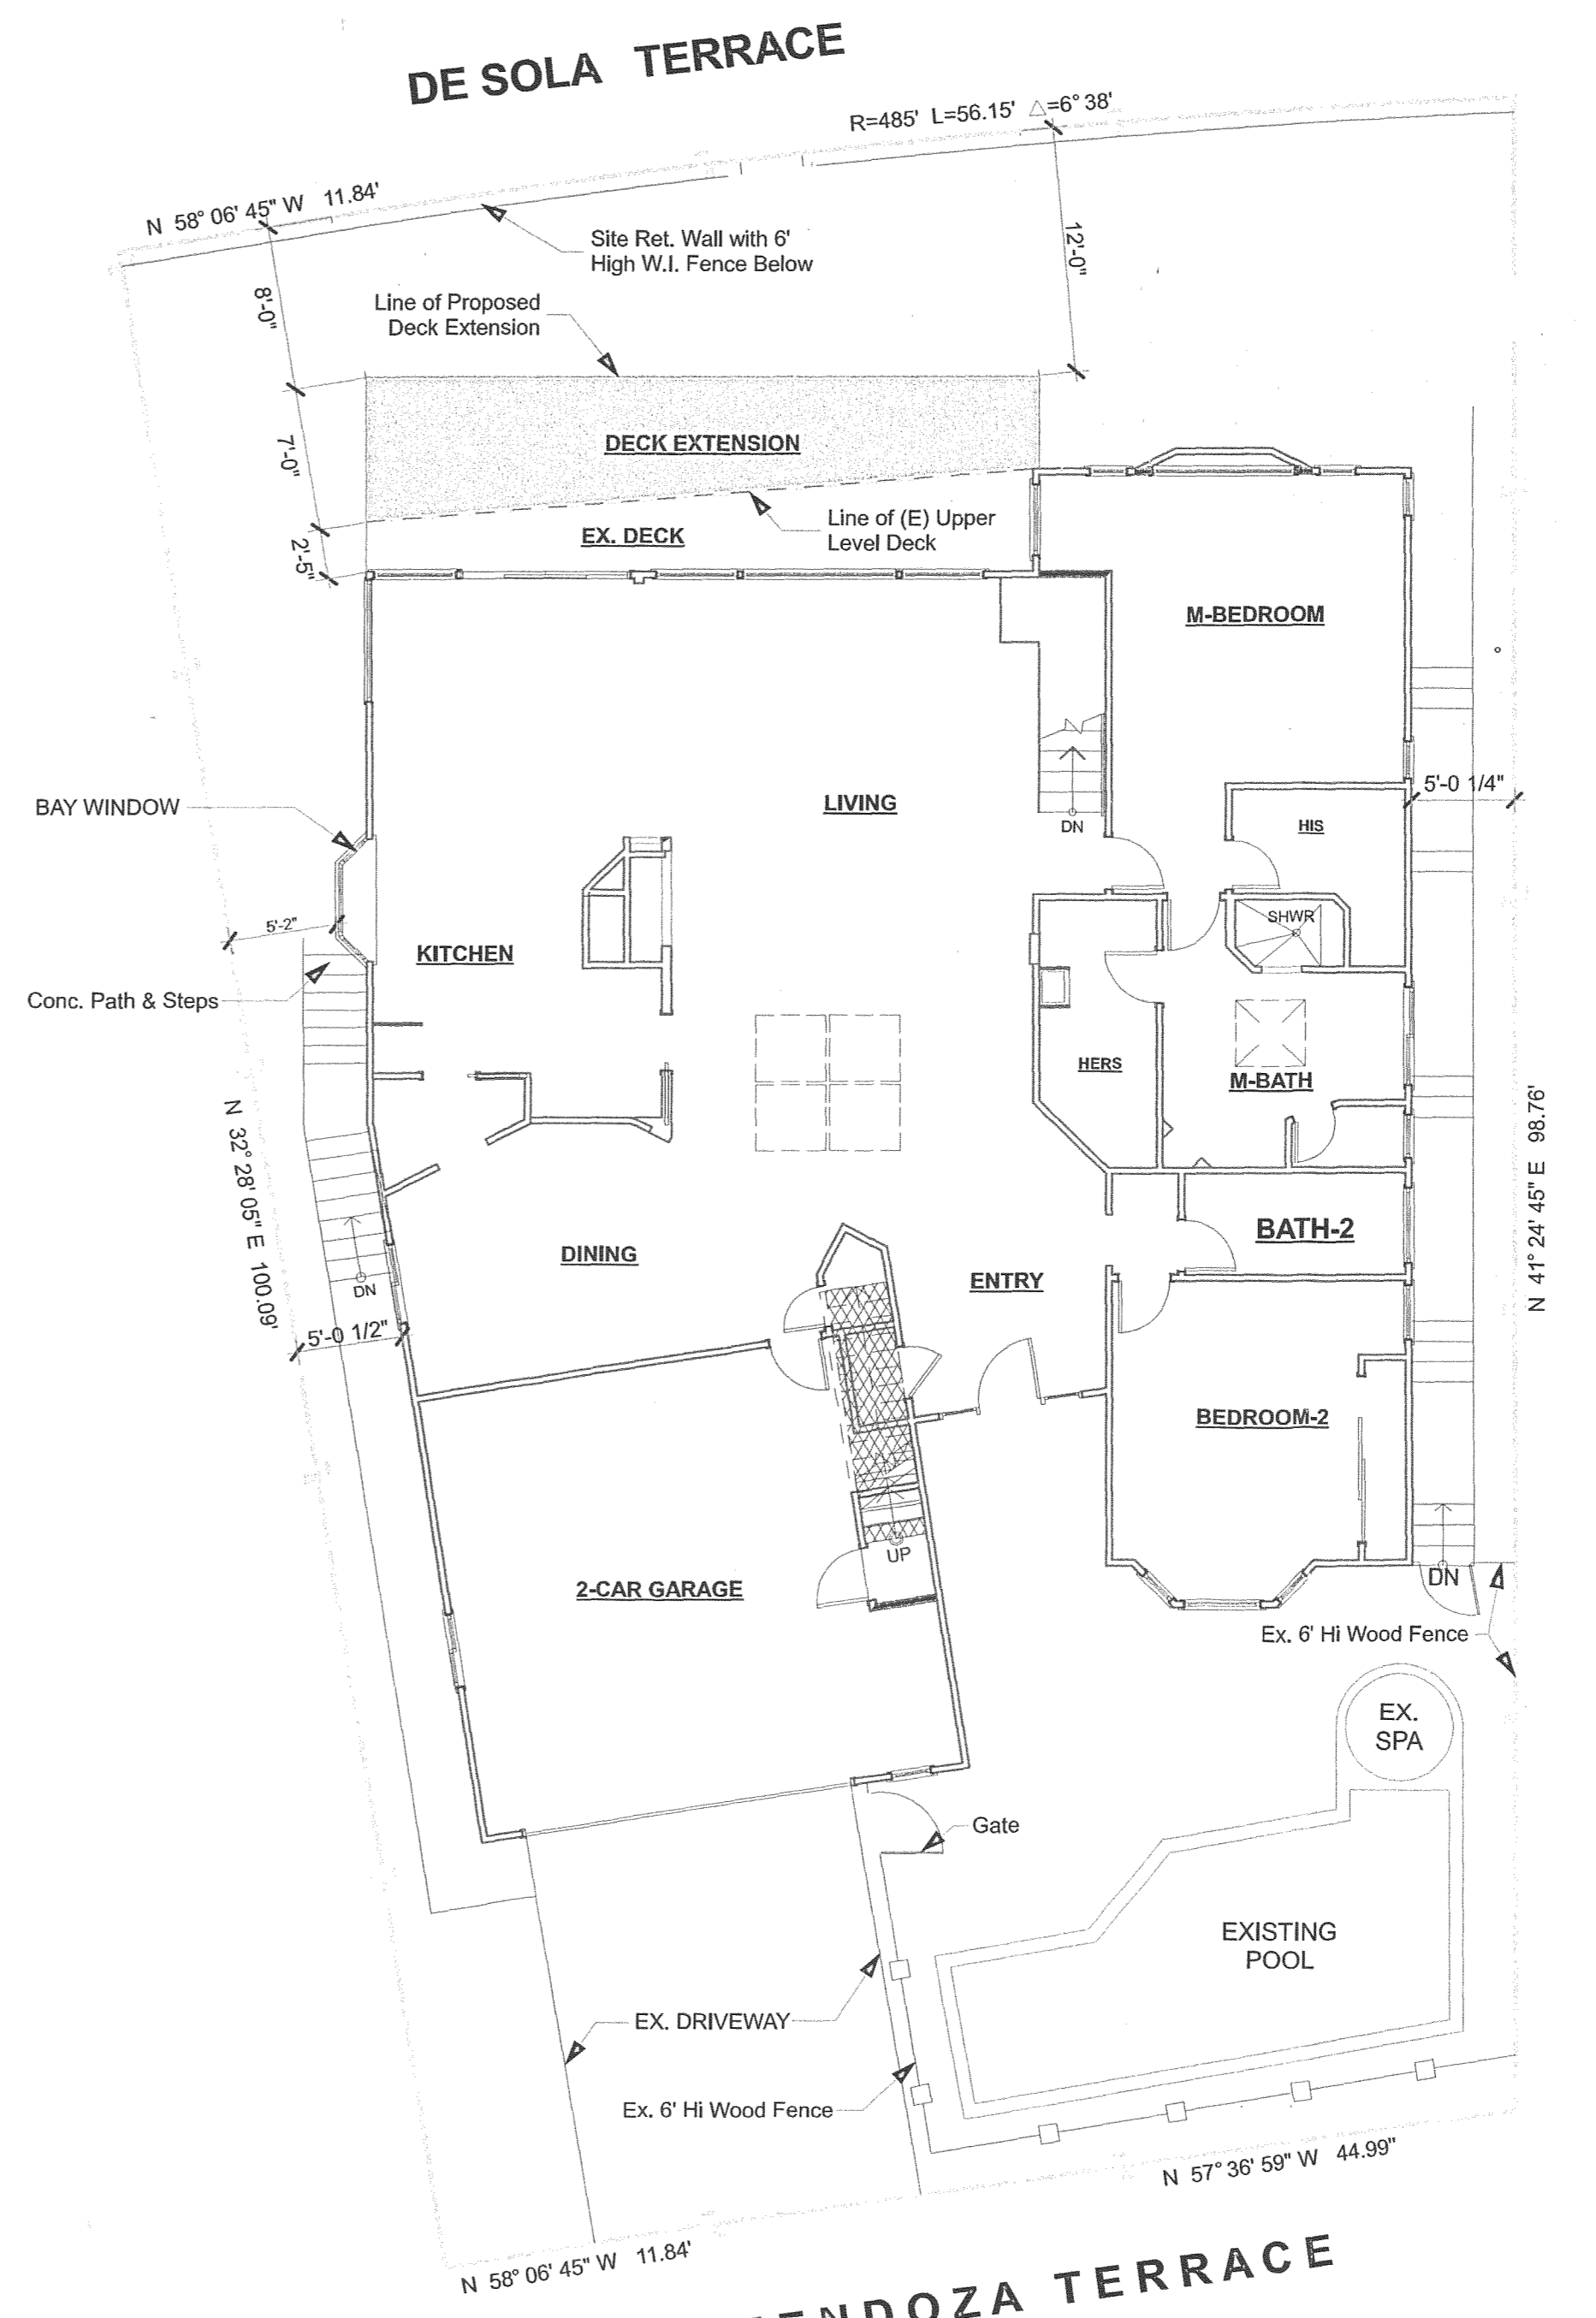 DE SOLA TERRACE
R=485' L=56.15' △=6° 38'
N 58° 06' 45" W 11.84'
Site Ret. Wall with 6'
High W.I. Fence Below
12'-0"
8'-0"
Line of Proposed
Deck Extension
DECK EXTENSION
7'-0"
Line of (E) Upper
Level Deck
EX. DECK
2'-5"
M-BEDROOM
5'-0 1/4"
BAY WINDOW
LIVING
DN
HIS
SHWR
5'-2"
KITCHEN
Conc. Path & Steps
HERS
M-BATH
N 32° 28' 05" E 100.09'
N 41° 24' 45" E 98.76'
BATH-2
DINING
ENTRY
DN
5'-0 1/2"
BEDROOM-2
UP
DN
2-CAR GARAGE
Ex. 6' Hi Wood Fence
EX.
SPA
Gate
EXISTING
POOL
EX. DRIVEWAY
Ex. 6' Hi Wood Fence
N 57° 36' 59" W 44.99"
N 58° 06' 45" W 11.84'
ENDOZA TERRACE